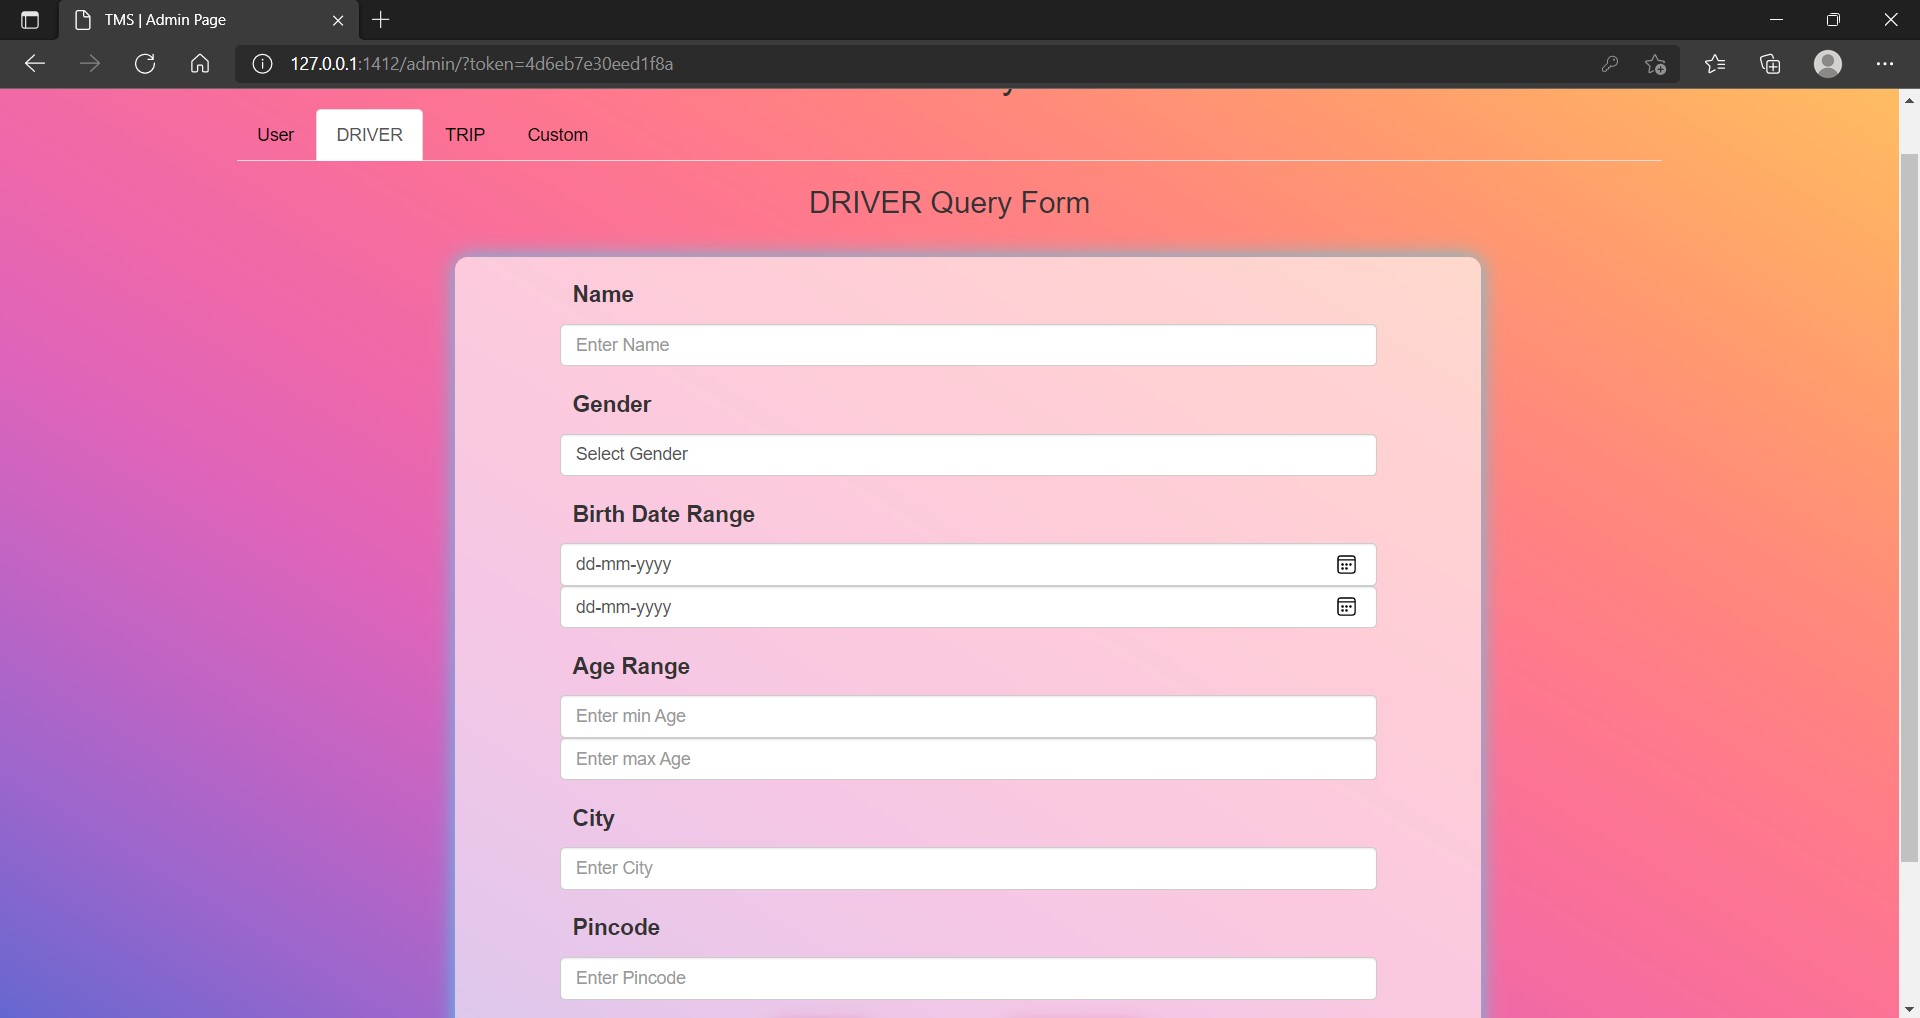 TMS | Admin Page
127.0.0.1:1412/admin/?token=4d6eb7e30eed1f8a
User DRIVER TRIP Custom
DRIVER Query Form
Name
Enter Name
Gender
Select Gender
Birth Date Range
dd-mm-yyyy
dd-mm-yyyy
Age Range
Enter min Age
Enter max Age
City
Enter City
Pincode
Enter Pincode